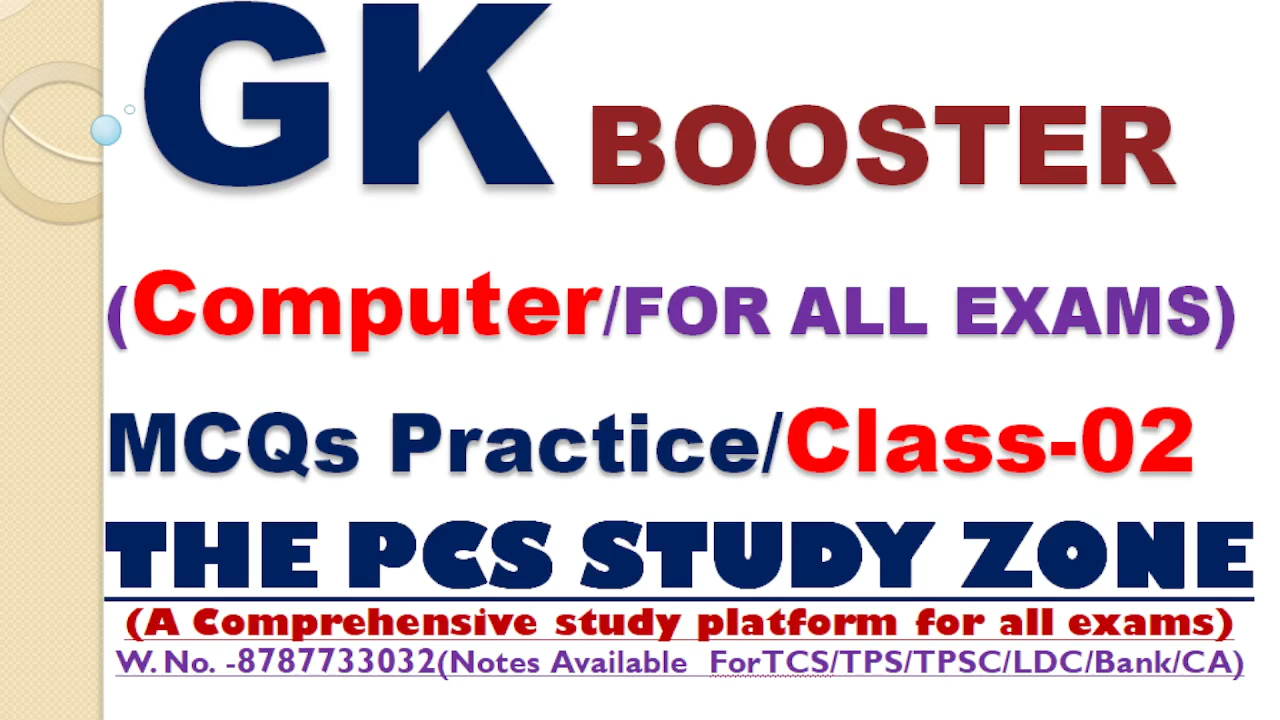 GK BOOSTER
(Computer/FOR ALL EXAMS)
MCQs Practice/Class-02
THE PCS STUDY ZONE
(A Comprehensive study platform for all exams)
W. No. -8787733032(Notes Available ForTCS/TPS/TPSC/LDC/Bank/CA)